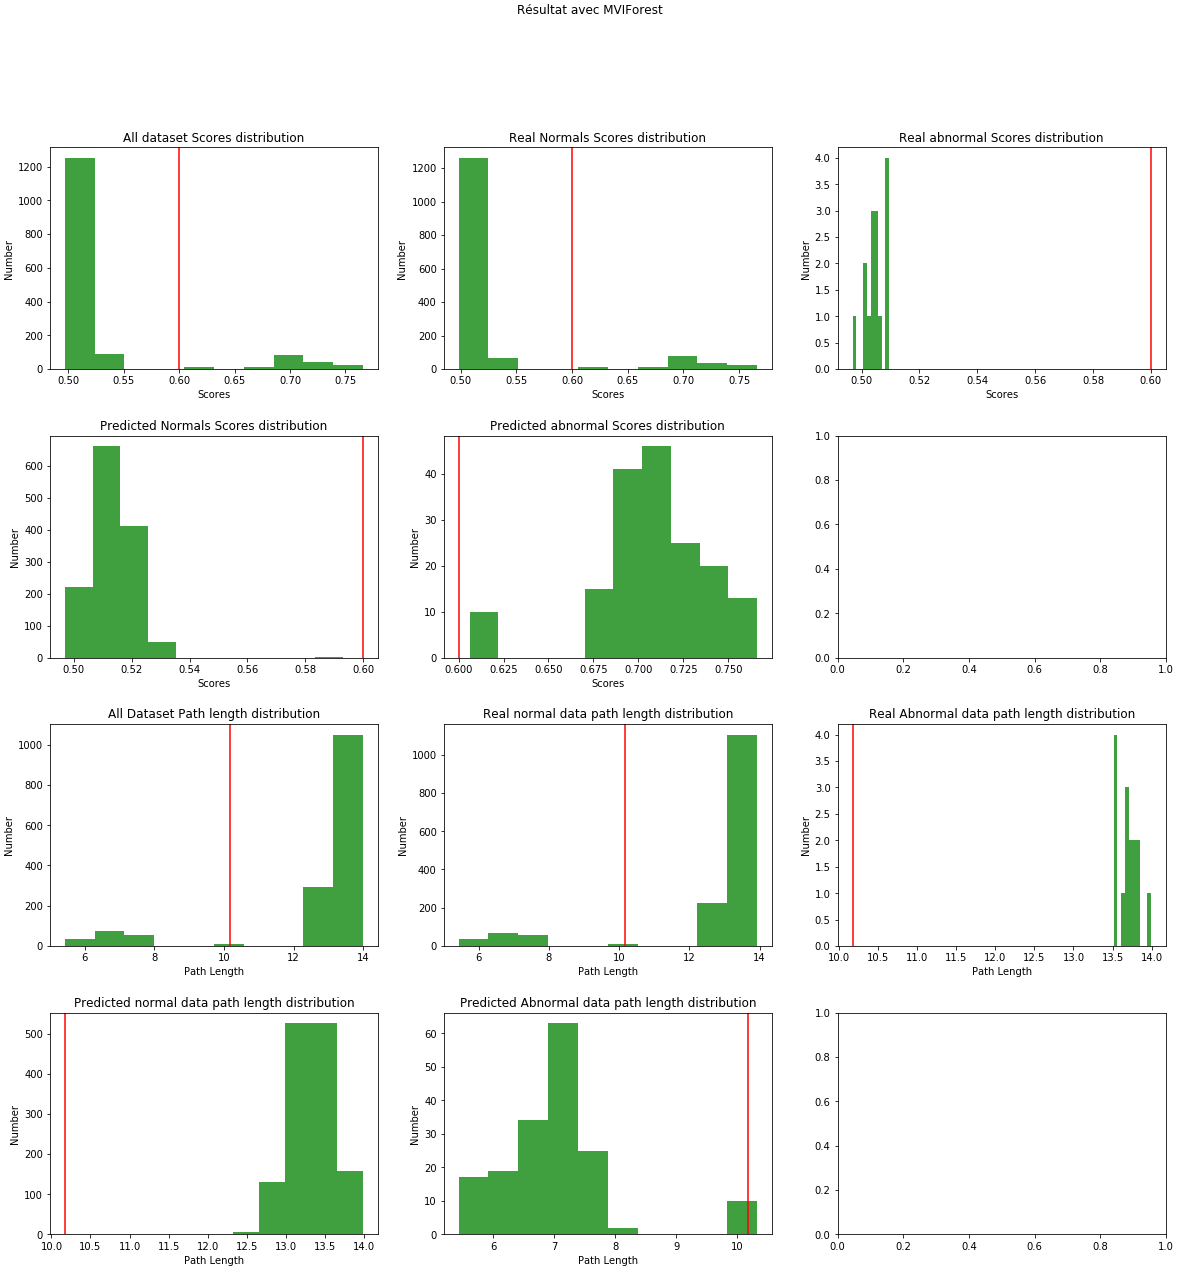 Résultat avec MVIForest
All dataset Scores distribution
Real Normals Scores distribution
Real abnormal Scores distribution
Number
1200
1000
800
600
400
200
0
0.50 0.55 0.60 0.65 0.70 0.75
Scores
Number
1200
1000
800
600
400
200
0
0.50 0.55 0.60 0.65 0.70 0.75
Scores
Number
4.0
3.5
3.0
2.5
2.0
1.5
1.0
0.5
0.0
0.50 0.52 0.54 0.56 0.58 0.60
Scores
Predicted Normals Scores distribution
Predicted abnormal Scores distribution
Number
600
500
400
300
200
100
0
0.50 0.52 0.54 0.56 0.58 0.60
Scores
Number
40
30
20
10
0
0.600 0.625 0.650 0.675 0.700 0.725 0.750
Scores
1.0
0.8
0.6
0.4
0.2
0.0
0.0 0.2 0.4 0.6 0.8 1.0
All Dataset Path length distribution
Real normal data path length distribution
Real Abnormal data path length distribution
Number
1000
800
600
400
200
0
6 8 10 12 14
Path Length
Number
1000
800
600
400
200
0
6 8 10 12 14
Path Length
Number
4.0
3.5
3.0
2.5
2.0
1.5
1.0
0.5
0.0
10.0 10.5 11.0 11.5 12.0 12.5 13.0 13.5 14.0
Path Length
Predicted normal data path length distribution
Predicted Abnormal data path length distribution
Number
500
400
300
200
100
0
10.0 10.5 11.0 11.5 12.0 12.5 13.0 13.5 14.0
Path Length
Number
60
50
40
30
20
10
0
6 7 8 9 10
Path Length
1.0
0.8
0.6
0.4
0.2
0.0
0.0 0.2 0.4 0.6 0.8 1.0